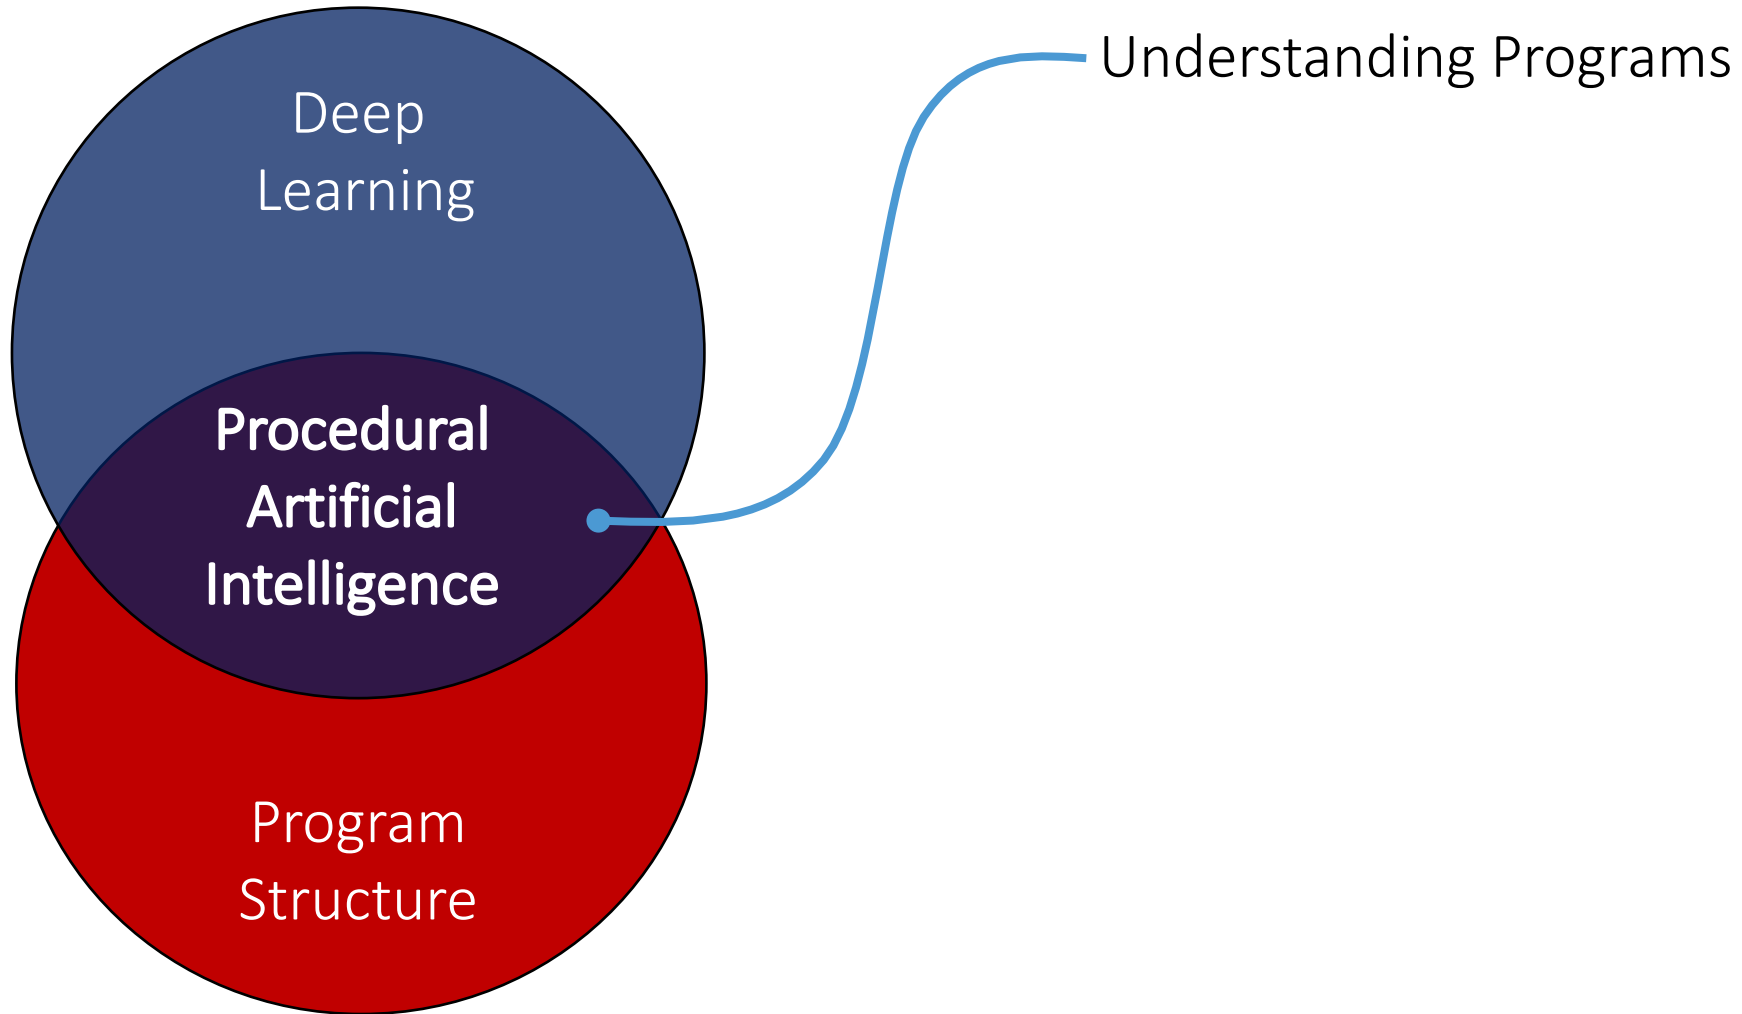 Understanding Programs
Deep
Learning
Procedural
Artificial
Intelligence
Program
Structure